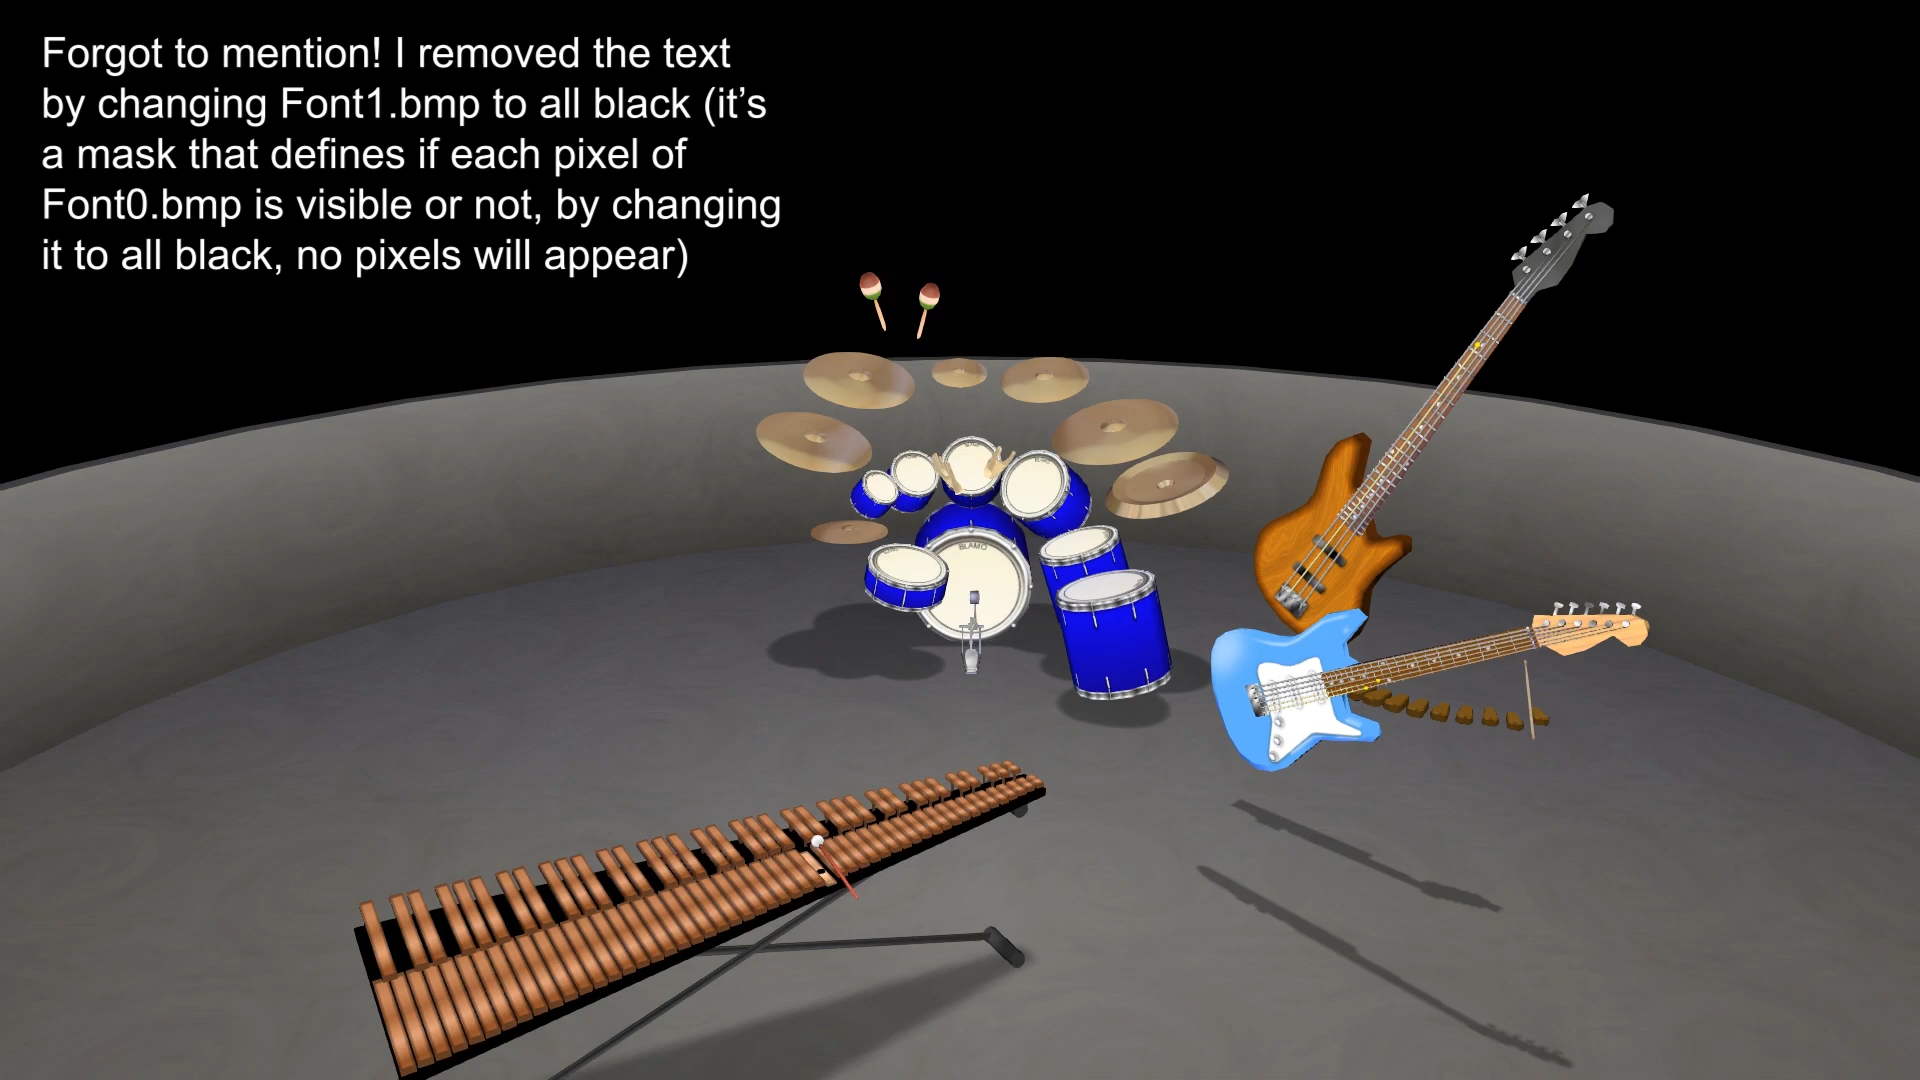 Forgot to mention! I removed the text
by changing Font1.bmp to all black (it’s
a mask that defines if each pixel of
Font0.bmp is visible or not, by changing
it to all black, no pixels will appear)
BLAMO